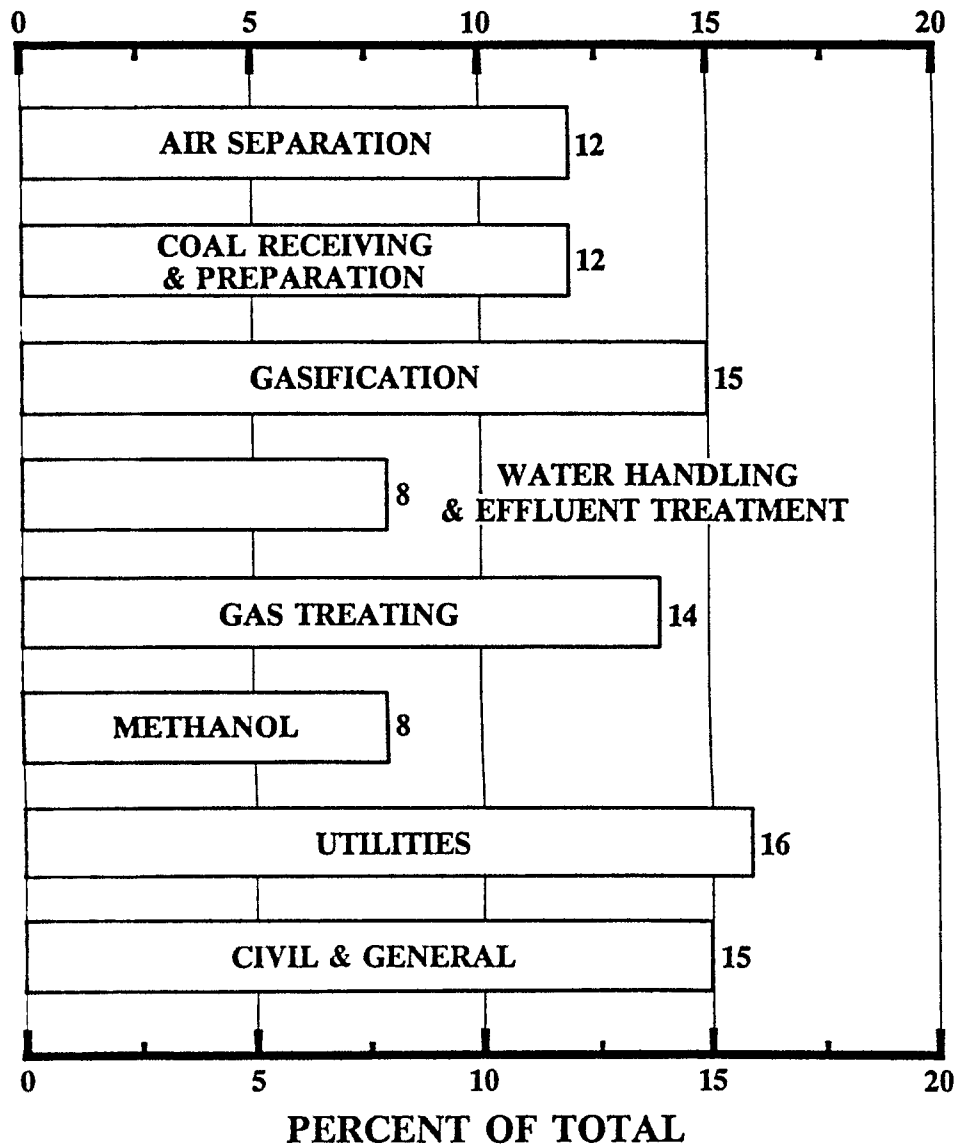 0 5 10 15 20
AIR SEPARATION 12
COAL RECEIVING
& PREPARATION 12
GASIFICATION 15
8 WATER HANDLING
& EFFLUENT TREATMENT
GAS TREATING 14
METHANOL 8
UTILITIES 16
CIVIL & GENERAL 15
0 5 10 15 20
PERCENT OF TOTAL